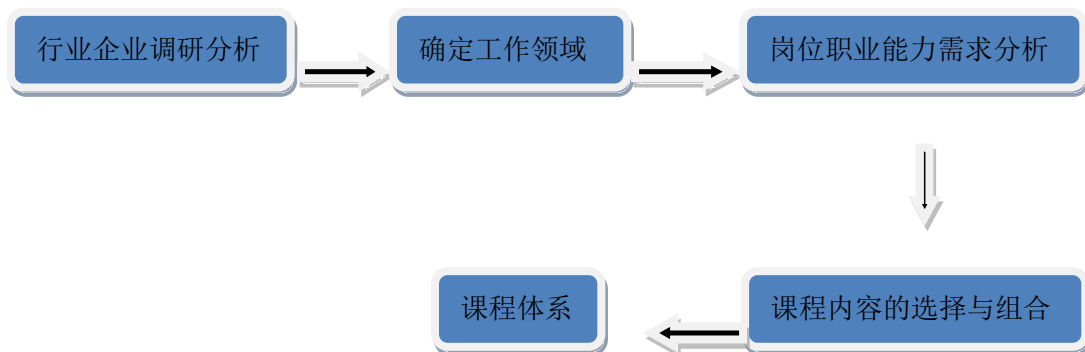 行业企业调研分析
确定工作领域
岗位职业能力需求分析
课程内容的选择与组合
课程体系